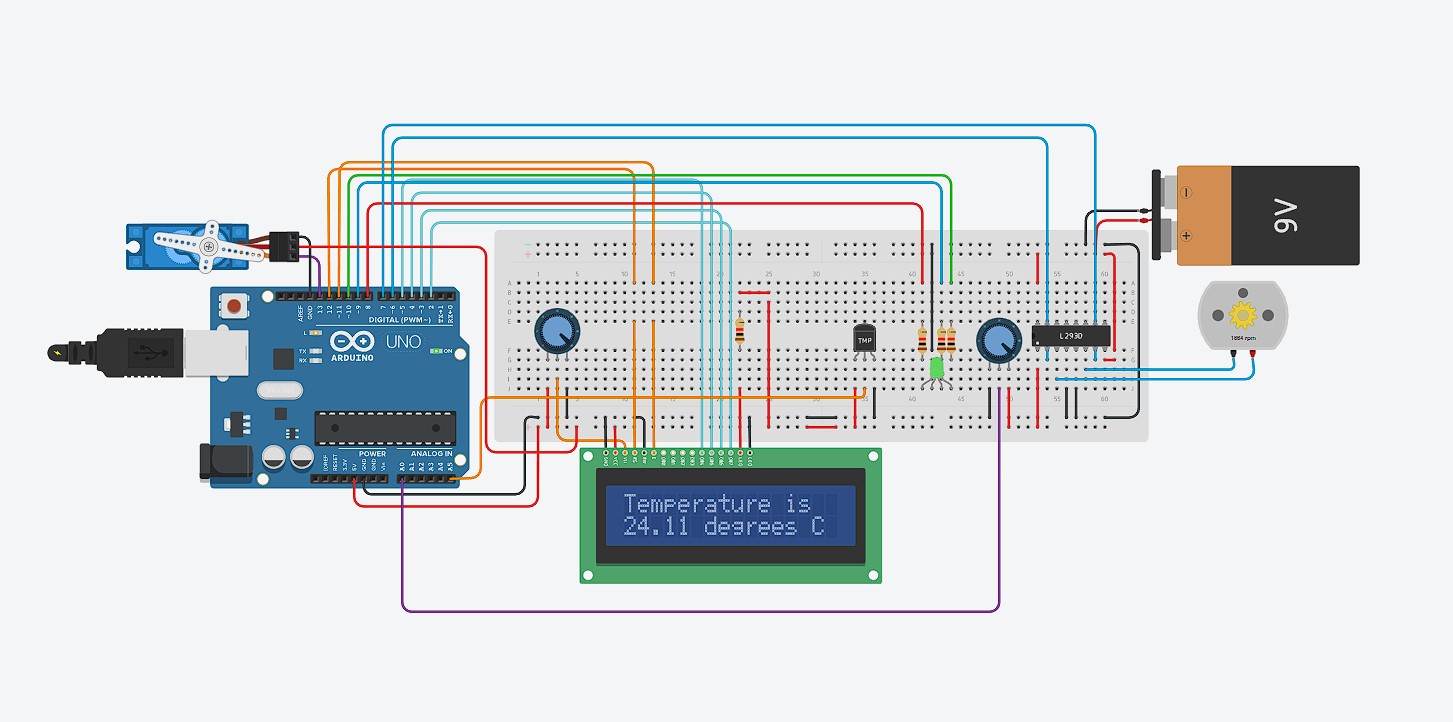 9V
1884 rpm
L293D
TMP
1 5 10 15 20 25 30 35 40 45 50 55 60
AREF
GND
13
12
~11
~10
~9
8
7
~6
~5
4
~3
2
TX→1
RX←0
DIGITAL (PWM~)
L
TX
RX
ARDUINO
UNO
ON
POWER
ANALOG IN
IOREF
RESET
3.3V
5V
GND
GND
Vin
A0
A1
A2
A3
A4
A5
Temperature is
24.11 degrees C